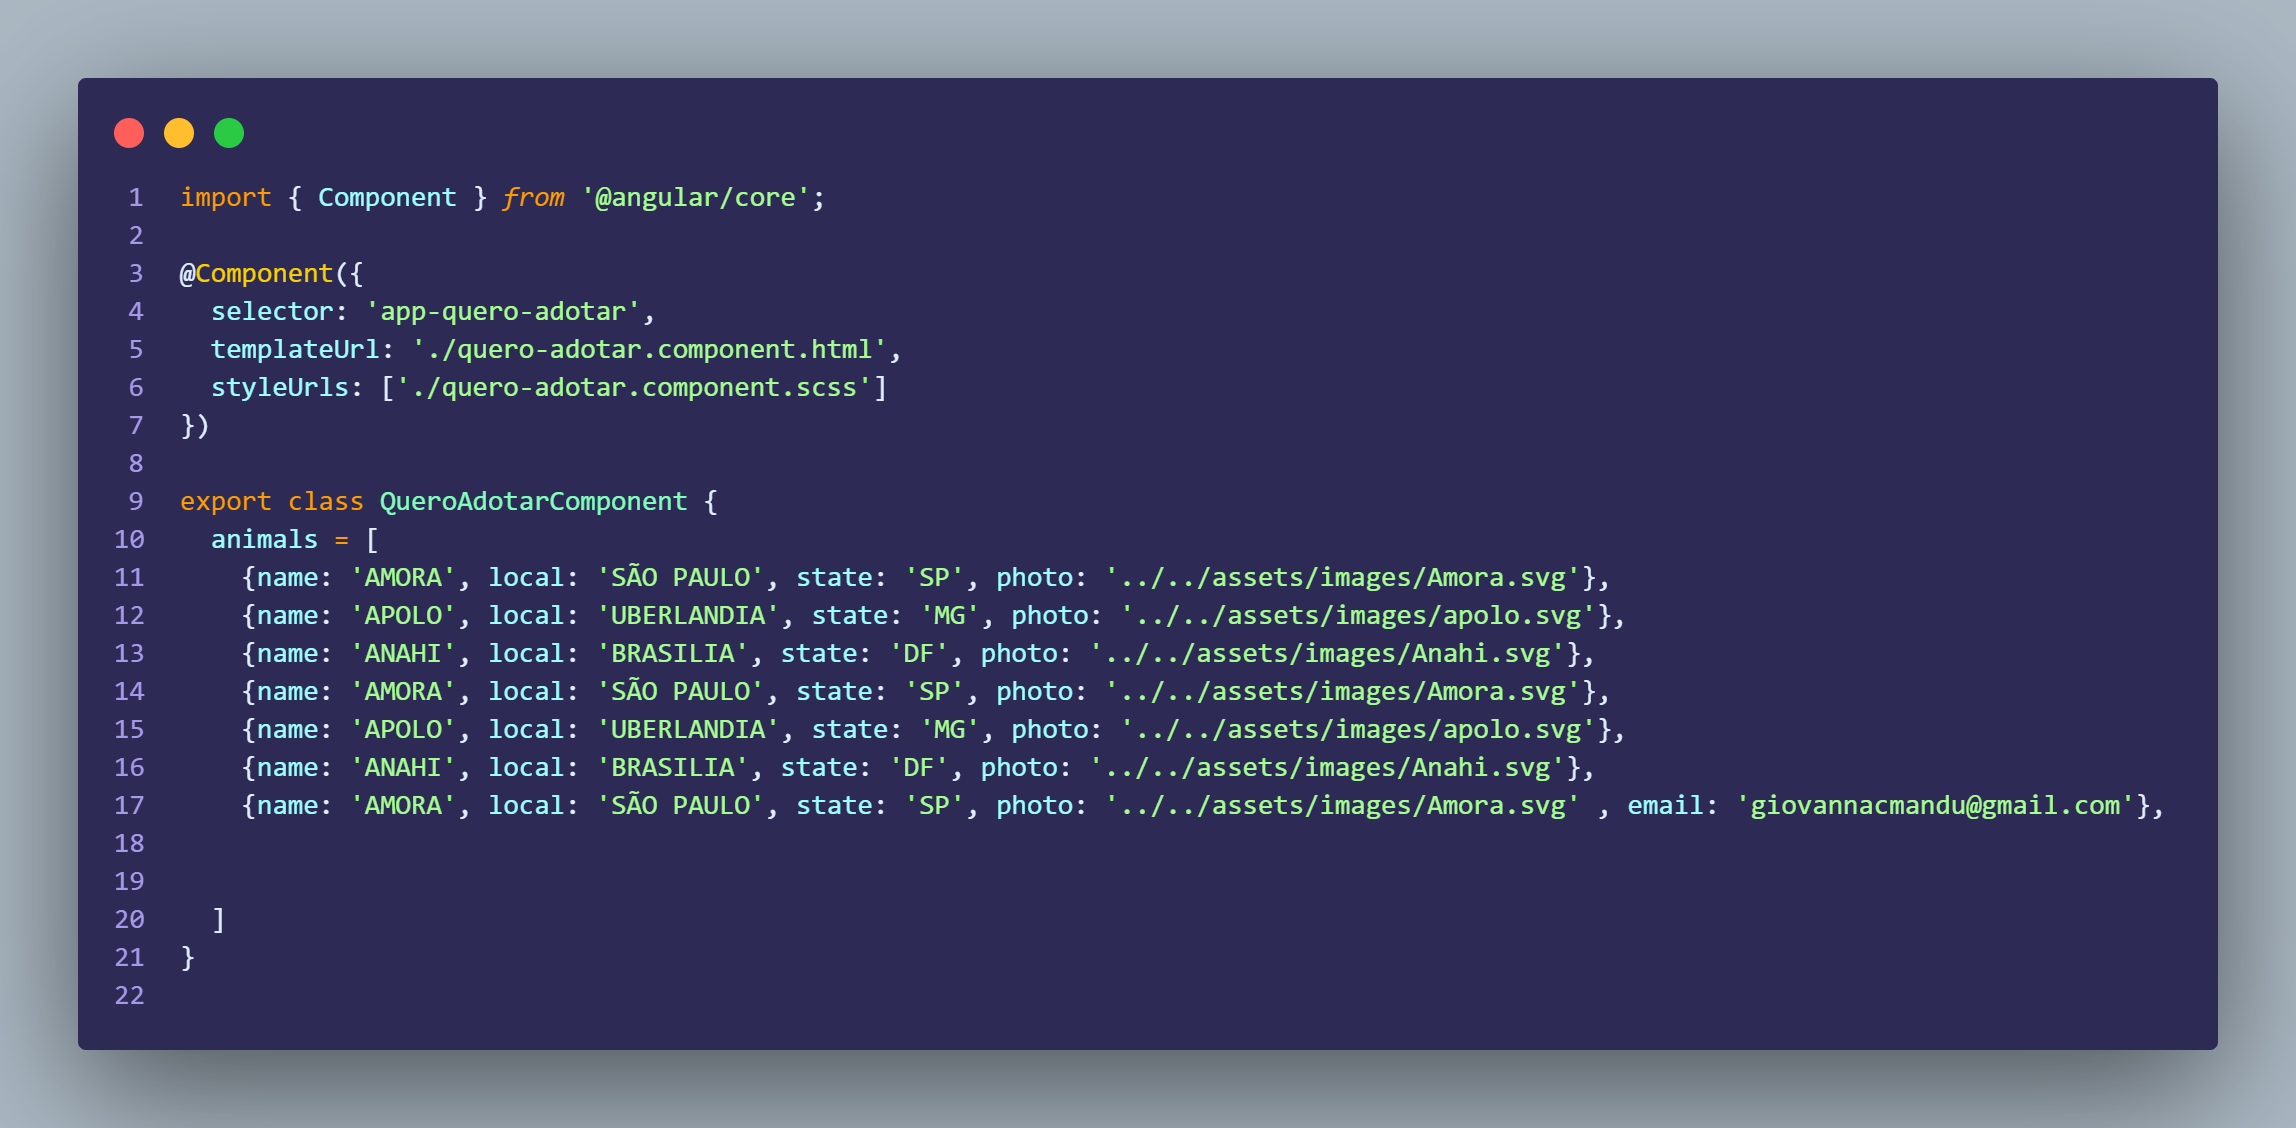 1 import { Component } from '@angular/core';
2
3 @Component({
4   selector: 'app-quero-adotar',
5   templateUrl: './quero-adotar.component.html',
6   styleUrls: ['./quero-adotar.component.scss']
7 })
8
9 export class QueroAdotarComponent {
10   animals = [
11     {name: 'AMORA', local: 'SÃO PAULO', state: 'SP', photo: '../../assets/images/Amora.svg'},
12     {name: 'APOLO', local: 'UBERLANDIA', state: 'MG', photo: '../../assets/images/apolo.svg'},
13     {name: 'ANAHI', local: 'BRASILIA', state: 'DF', photo: '../../assets/images/Anahi.svg'},
14     {name: 'AMORA', local: 'SÃO PAULO', state: 'SP', photo: '../../assets/images/Amora.svg'},
15     {name: 'APOLO', local: 'UBERLANDIA', state: 'MG', photo: '../../assets/images/apolo.svg'},
16     {name: 'ANAHI', local: 'BRASILIA', state: 'DF', photo: '../../assets/images/Anahi.svg'},
17     {name: 'AMORA', local: 'SÃO PAULO', state: 'SP', photo: '../../assets/images/Amora.svg' , email: 'giovannacmandu@gmail.com'},
18
19
20   ]
21 }
22